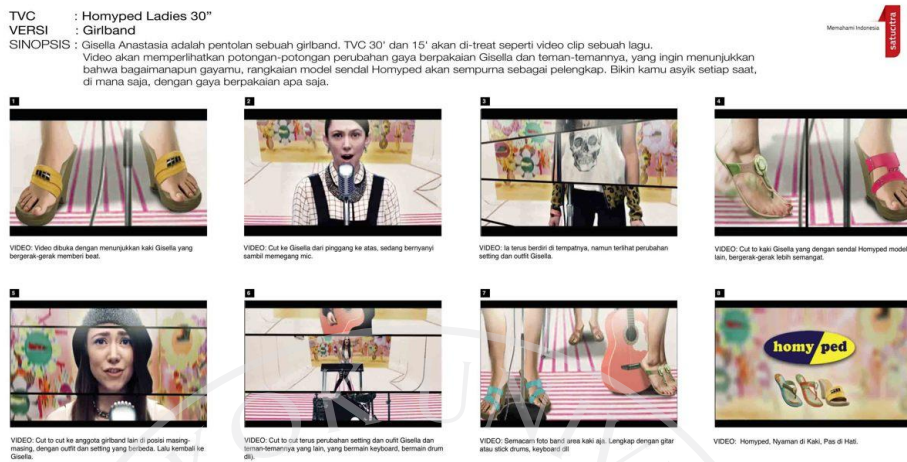 TVC : Homyped Ladies 30”
VERSI : Girlband
SINOPSIS : Gisella Anastasia adalah pentolan sebuah girlband. TVC 30' dan 15' akan di-treat seperti video clip sebuah lagu.
Video akan memperlihatkan potongan-potongan perubahan gaya berpakaian Gisella dan teman-temannya, yang ingin menunjukkan
bahwa bagaimanapun gayamu, rangkaian model sendal Homyped akan sempurna sebagai pelengkap. Bikin kamu asyik setiap saat,
di mana saja, dengan gaya berpakaian apa saja.
Memahami Indonesia
satucitra
1
VIDEO: Video dibuka dengan menunjukkan kaki Gisella yang
bergerak-gerak memberi beat.
2
VIDEO: Cut ke Gisella dari pinggang ke atas, sedang bernyanyi
sambil memegang mic.
3
VIDEO: Ia terus berdiri di tempatnya, namun terlihat perubahan
setting dan outfit Gisella.
4
VIDEO: Cut to kaki Gisella yang dengan sendal Homyped model
lain, bergerak-gerak lebih semangat.
5
VIDEO: Cut to cut ke anggota girlband lain di posisi masing-
masing, dengan outfit dan setting yang berbeda. Lalu kembali ke
Gisella.
6
VIDEO: Cut to cut terus perubahan setting dan oufit Gisella dan
teman-temannya yang lain, yang bermain keyboard, bermain drum
dll).
7
VIDEO: Semacam foto band area kaki aja. Lengkap dengan gitar
atau stick drums, keyboard dll
8
homy ped
VIDEO: Homyped, Nyaman di Kaki, Pas di Hati.